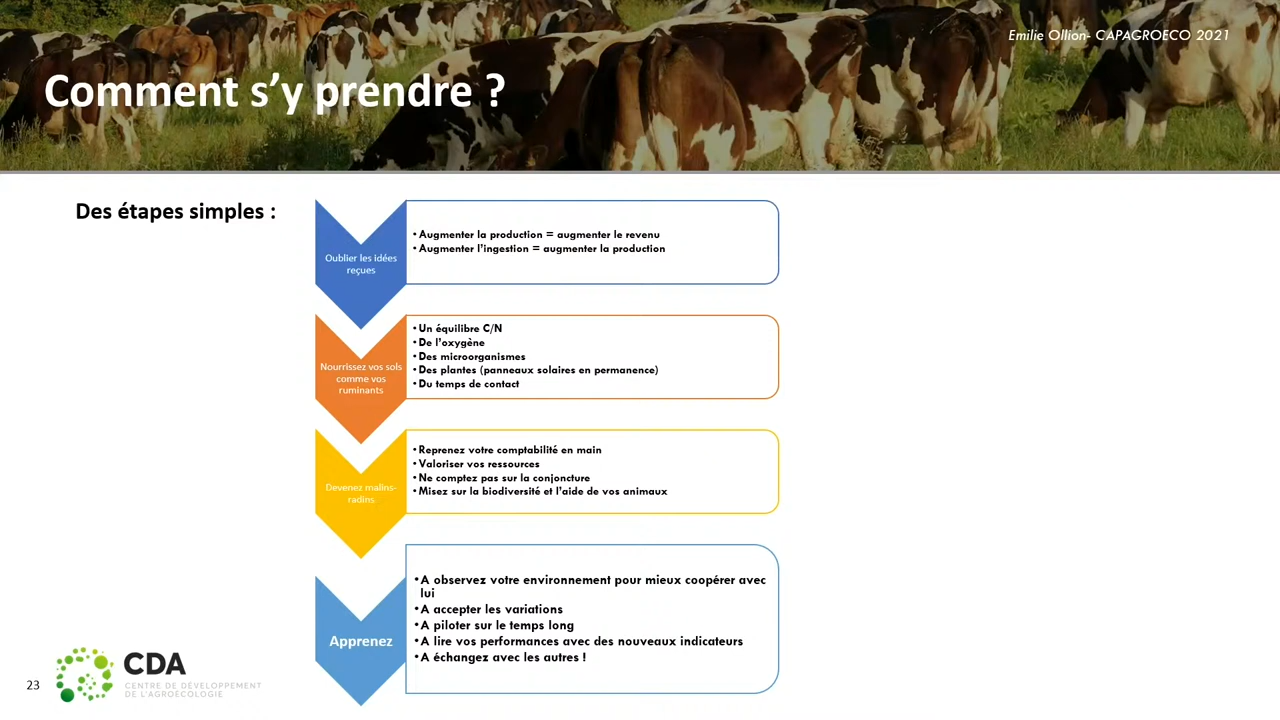 Emilie Ollion- CAPAGROECO 2021
Comment s’y prendre ?
Des étapes simples :
Oublier les idées
reçues
• Augmenter la production = augmenter le revenu
• Augmenter l’ingestion = augmenter la production
Nourrissez vos sols
comme vos
ruminants
• Un équilibre C/N
• De l’oxygène
• Des microorganismes
• Des plantes (panneaux solaires en permanence)
• Du temps de contact
Devenez malins-
radins
• Reprenez votre comptabilité en main
• Valoriser vos ressources
• Ne comptez pas sur la conjoncture
• Misez sur la biodiversité et l’aide de vos animaux
Apprenez
• A observez votre environnement pour mieux coopérer avec
lui
• A accepter les variations
• A piloter sur le temps long
• A lire vos performances avec des nouveaux indicateurs
• A échangez avec les autres !
23
CDA
CENTRE DE DÉVELOPPEMENT
DE L’AGROÉCOLOGIE